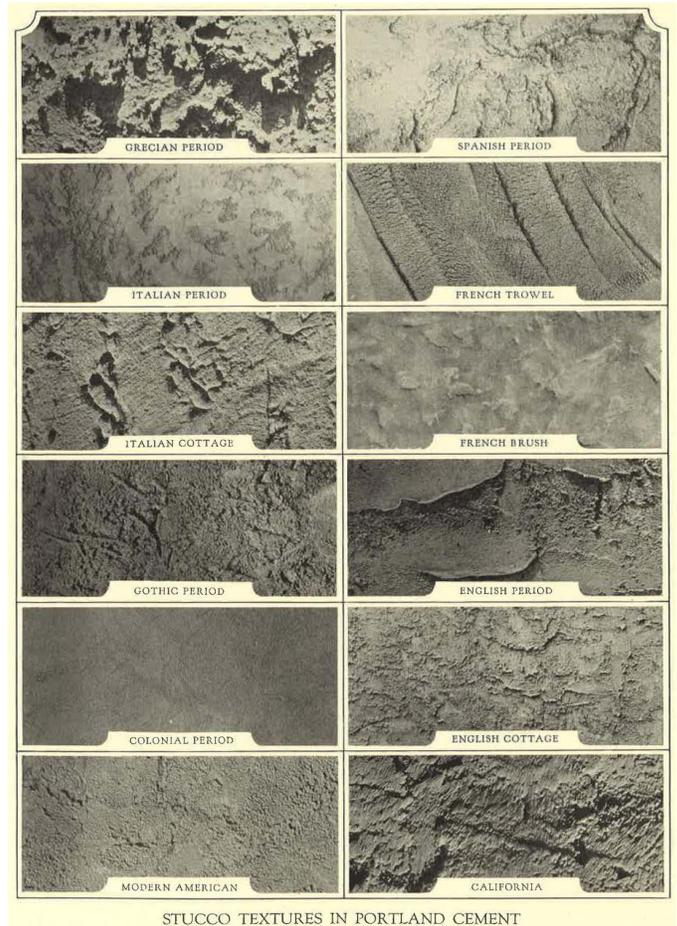 GRECIAN PERIOD
SPANISH PERIOD
ITALIAN PERIOD
FRENCH TROWEL
ITALIAN COTTAGE
FRENCH BRUSH
GOTHIC PERIOD
ENGLISH PERIOD
COLONIAL PERIOD
ENGLISH COTTAGE
MODERN AMERICAN
CALIFORNIA
STUCCO TEXTURES IN PORTLAND CEMENT